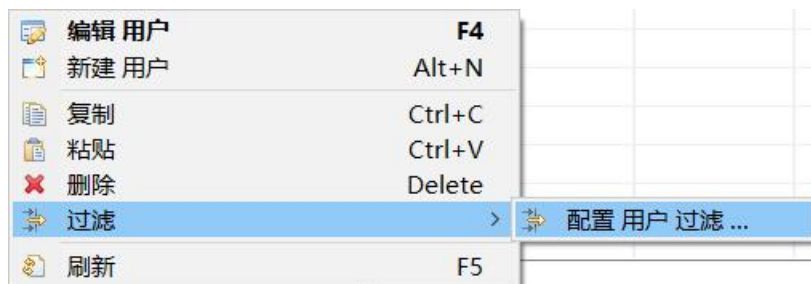 编辑 用户 F4
新建 用户 Alt+N
复制 Ctrl+C
粘贴 Ctrl+V
删除 Delete
过滤 > 配置 用户 过滤 ...
刷新 F5